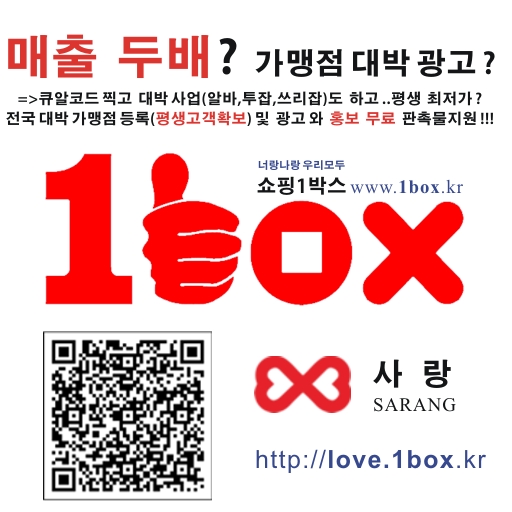 매출 두배? 가맹점 대박 광고 ?
=>큐알코드 찍고 대박 사업(알바,투잡,쓰리잡)도 하고 ..평생 최저가 ?
전국 대박 가맹점 등록(평생고객확보) 및 광고 와 홍보 무료 판촉물지원 !!!
너랑나랑 우리모두
쇼핑1박스 www.1box.kr
1box
사 랑
SARANG
http://love.1box.kr